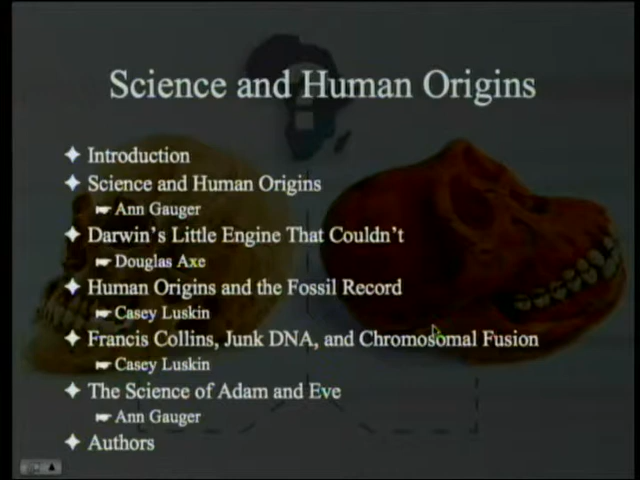 Science and Human Origins
Introduction
Science and Human Origins
Ann Gauger
Darwin's Little Engine That Couldn't
Douglas Axe
Human Origins and the Fossil Record
Casey Luskin
Francis Collins, Junk DNA, and Chromosomal Fusion
Casey Luskin
The Science of Adam and Eve
Ann Gauger
Authors